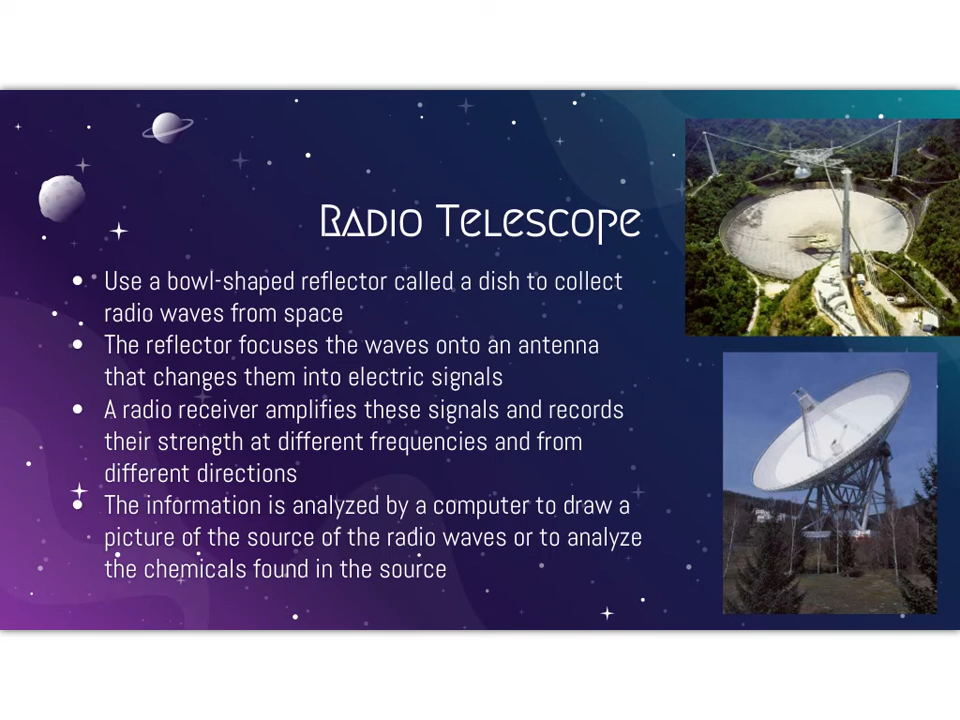 Radio Telescope
• Use a bowl-shaped reflector called a dish to collect
radio waves from space
• The reflector focuses the waves onto an antenna
that changes them into electric signals
• A radio receiver amplifies these signals and records
their strength at different frequencies and from
different directions
• The information is analyzed by a computer to draw a
picture of the source of the radio waves or to analyze
the chemicals found in the source